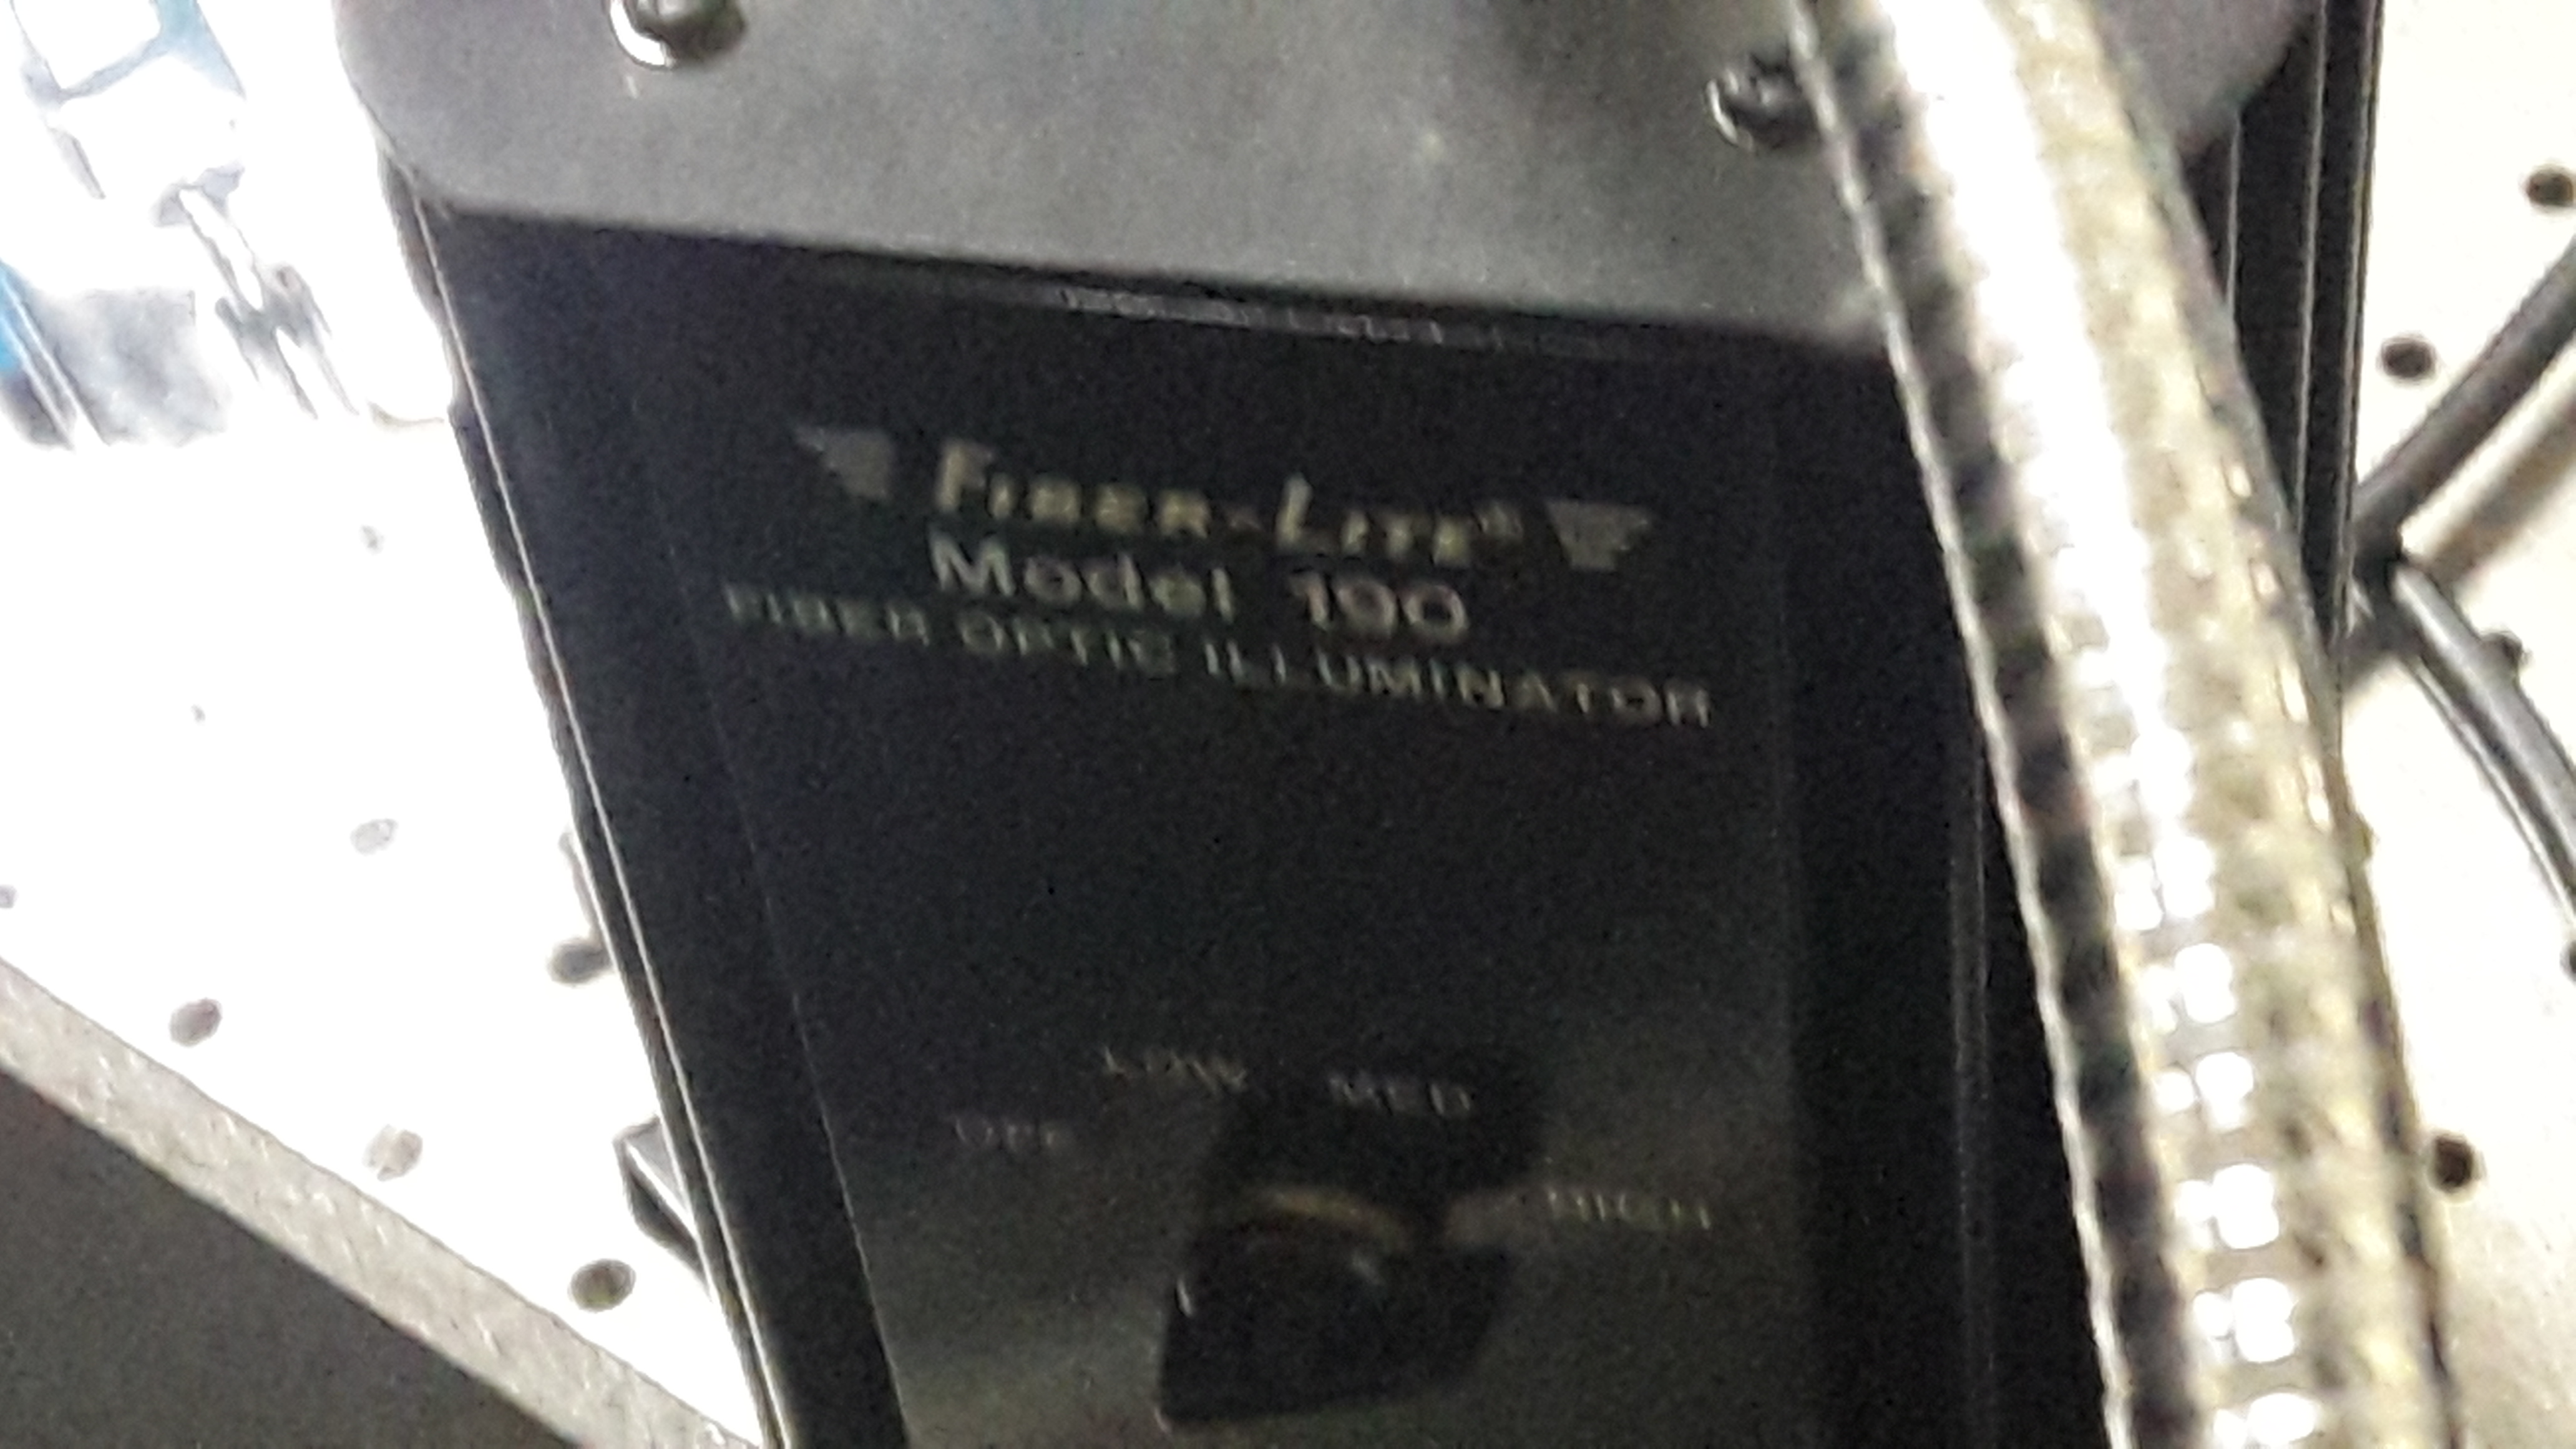 FIBER-LITE®
Model 190
FIBER OPTIC ILLUMINATOR
LOW MED
OFF
HIGH